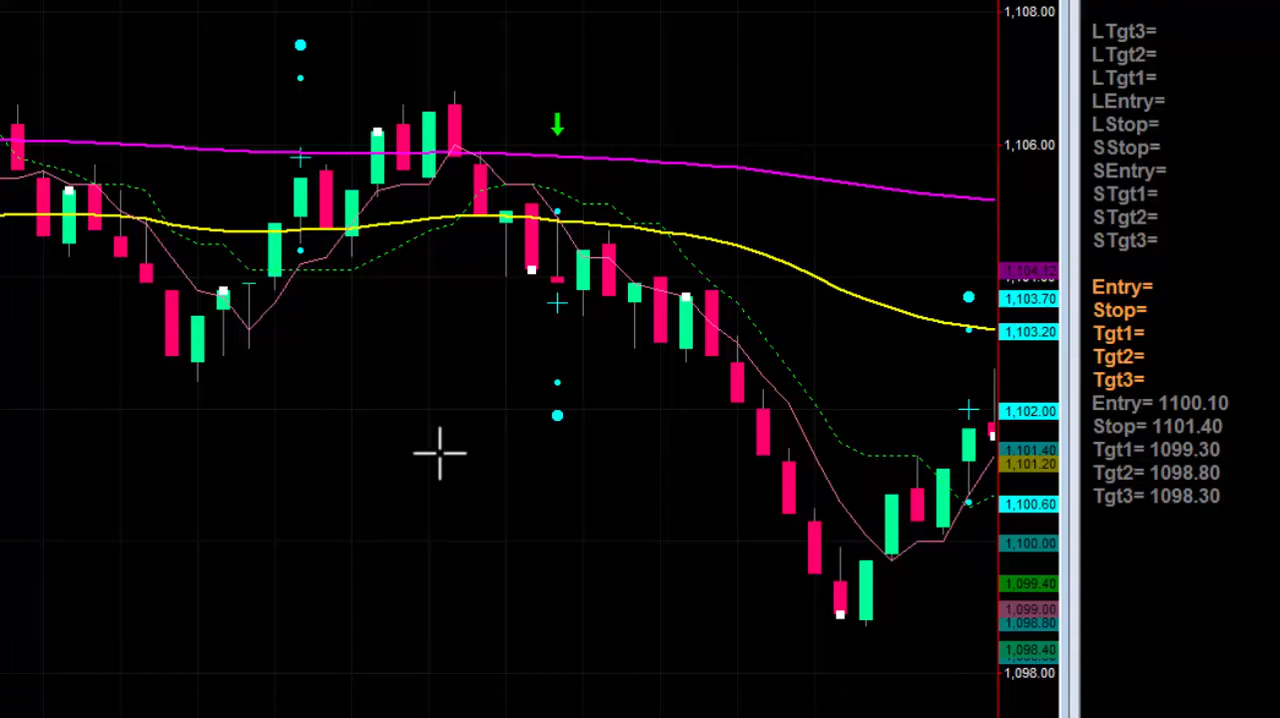 1,108.00
1,106.00
1,104.12
1,103.70
1,103.20
1,102.00
1,101.40
1,101.20
1,100.60
1,100.00
1,099.40
1,099.00
1,098.80
1,098.40
1,098.00
LTgt3=
LTgt2=
LTgt1=
LEntry=
LStop=
SStop=
SEntry=
STgt1=
STgt2=
STgt3=
Entry=
Stop=
Tgt1=
Tgt2=
Tgt3=
Entry= 1100.10
Stop= 1101.40
Tgt1= 1099.30
Tgt2= 1098.80
Tgt3= 1098.30